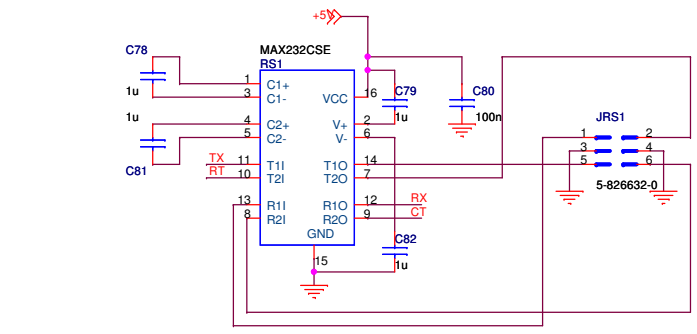 +5V
C78
1u
1u
C81
MAX232CSE
RS1
1
3
4
5
11
10
13
8
TX
RT
C1+
C1-
C2+
C2-
T1I
T2I
R1I
R2I
VCC
V+
V-
T1O
T2O
R1O
R2O
GND
16
2
6
14
7
12
9
15
RX
CT
C79
1u
C80
100n
C82
1u
JRS1
1 2
3 4
5 6
5-826632-0